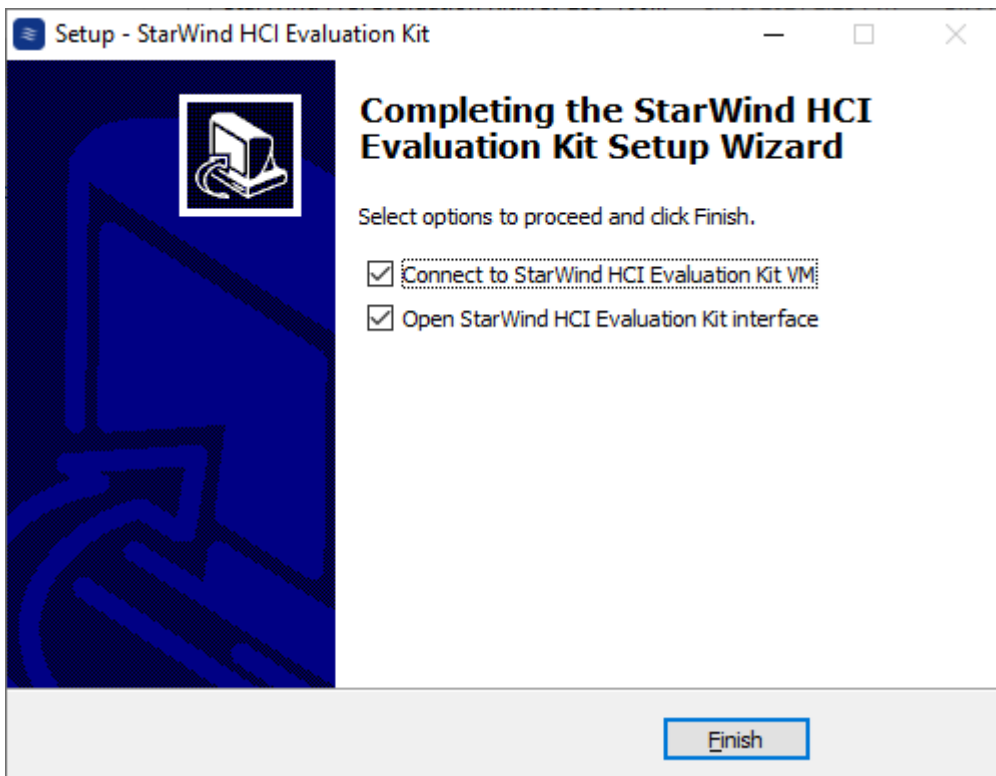 Setup - StarWind HCI Evaluation Kit
Completing the StarWind HCI
Evaluation Kit Setup Wizard
Select options to proceed and click Finish.
Connect to StarWind HCI Evaluation Kit VM
Open StarWind HCI Evaluation Kit interface
Finish